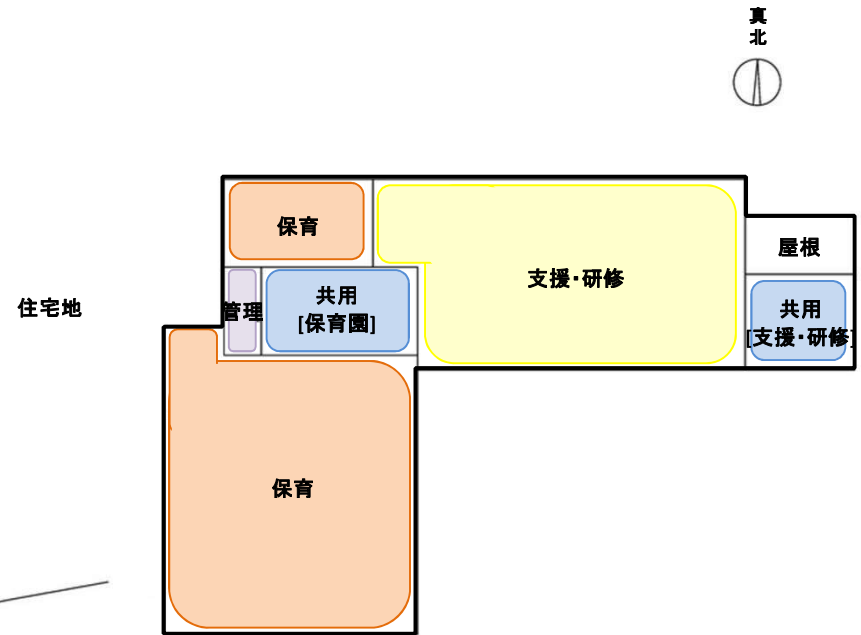 真
北
保育
支援・研修
屋根
住宅地
管理
共用
[保育園]
共用
[支援・研修]
保育